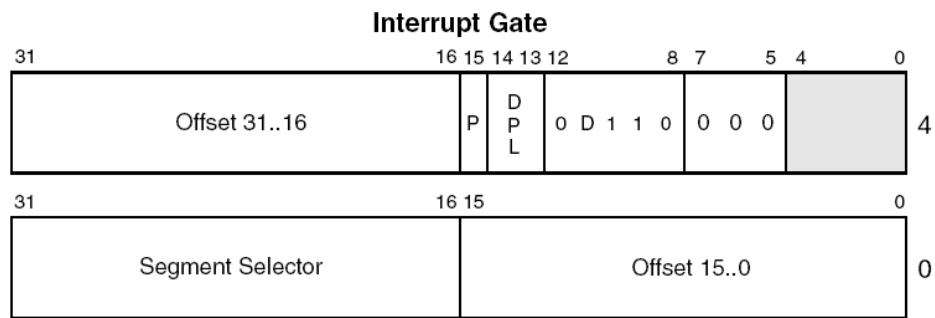 Interrupt Gate
31 16 15 14 13 12 8 7 5 4 0
Offset 31..16 P DPL 0 D 1 1 0 0 0 0 4
31 16 15 0
Segment Selector Offset 15..0 0